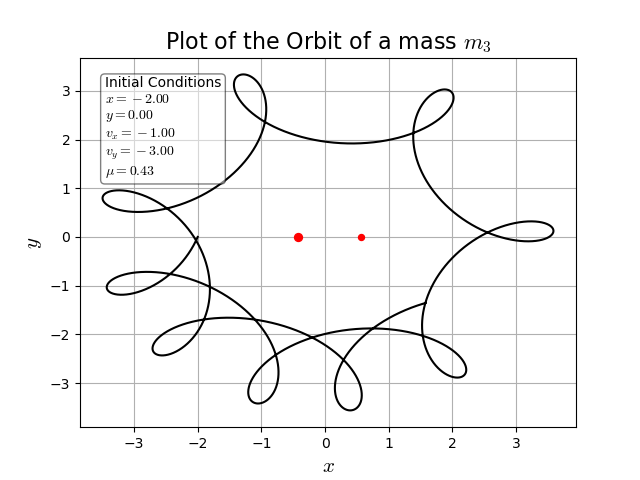 Plot of the Orbit of a mass m₃
Initial Conditions
x = −2.00
y = 0.00
vₓ = −1.00
v_y = −3.00
μ = 0.43
3
2
1
0
−1
−2
−3
y
−3
−2
−1
0
1
2
3
x